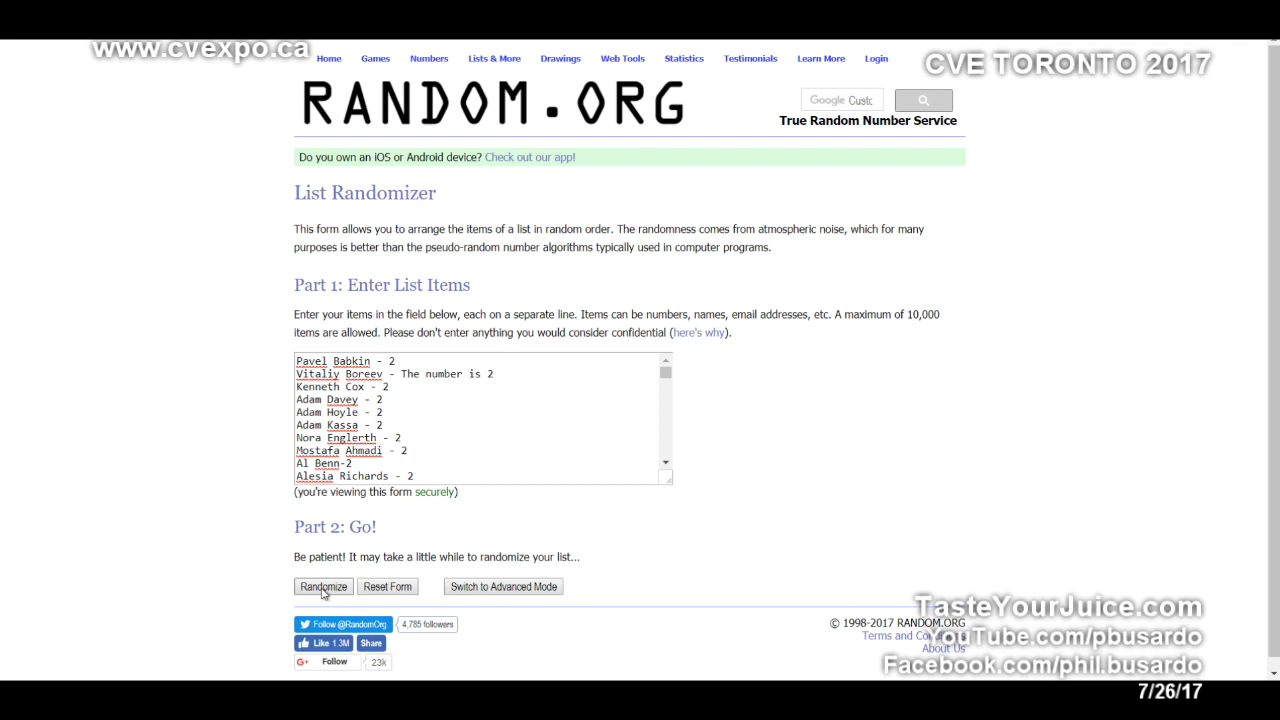 www.cvexpo.ca
CVE TORONTO 2017
Home Games Numbers Lists & More Drawings Web Tools Statistics Testimonials Learn More Login
RANDOM.ORG
Google Custc
True Random Number Service
Do you own an iOS or Android device? Check out our app!
List Randomizer
This form allows you to arrange the items of a list in random order. The randomness comes from atmospheric noise, which for many
purposes is better than the pseudo-random number algorithms typically used in computer programs.
Part 1: Enter List Items
Enter your items in the field below, each on a separate line. Items can be numbers, names, email addresses, etc. A maximum of 10,000
items are allowed. Please don't enter anything you would consider confidential (here's why).
Pavel Babkin - 2
Vitaliy Boreev - The number is 2
Kenneth Cox - 2
Adam Davey - 2
Adam Hoyle - 2
Adam Kassa - 2
Nora Englerth - 2
Mostafa Ahmadi - 2
Al Benn-2
Alesia Richards - 2
(you're viewing this form securely)
Part 2: Go!
Be patient! It may take a little while to randomize your list...
Randomize Reset Form Switch to Advanced Mode
Follow @RandomOrg 4,785 followers
Like 1.3M Share
G+ Follow 23k
© 1998-2017 RANDOM.ORG
Terms and Conditions
About Us
TasteYourJuice.com
YouTube.com/pbusardo
Facebook.com/phil.busardo
7/26/17